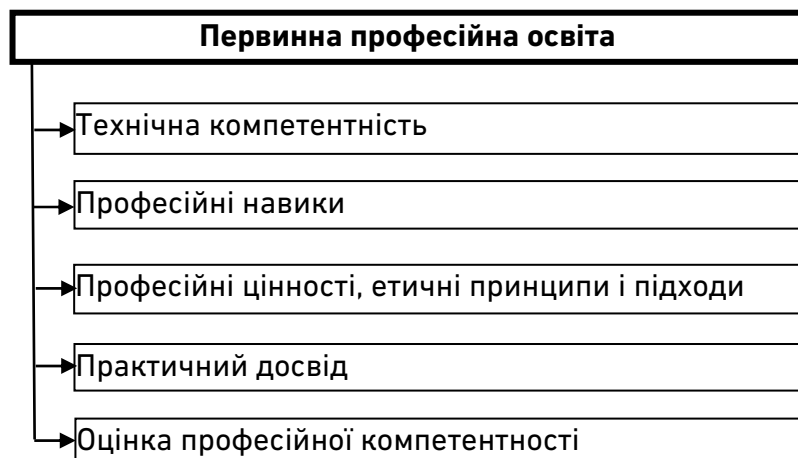 Первинна професійна освіта
Технічна компетентність
Професійні навики
Професійні цінності, етичні принципи і підходи
Практичний досвід
Оцінка професійної компетентності